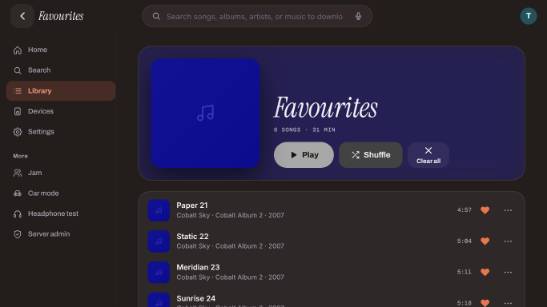 Favourites
Search songs, albums, artists, or music to downlo
T
Home
Search
Library
Devices
Settings
More
Jam
Car mode
Headphone test
Server admin
Favourites
6 SONGS · 31 MIN
Play
Shuffle
Clear all
Paper 21
Cobalt Sky · Cobalt Album 2 · 2007
4:57
Static 22
Cobalt Sky · Cobalt Album 2 · 2007
5:04
Meridian 23
Cobalt Sky · Cobalt Album 2 · 2007
5:11
Sunrise 24
Cobalt Sky · Cobalt Album 2 · 2007
5:18